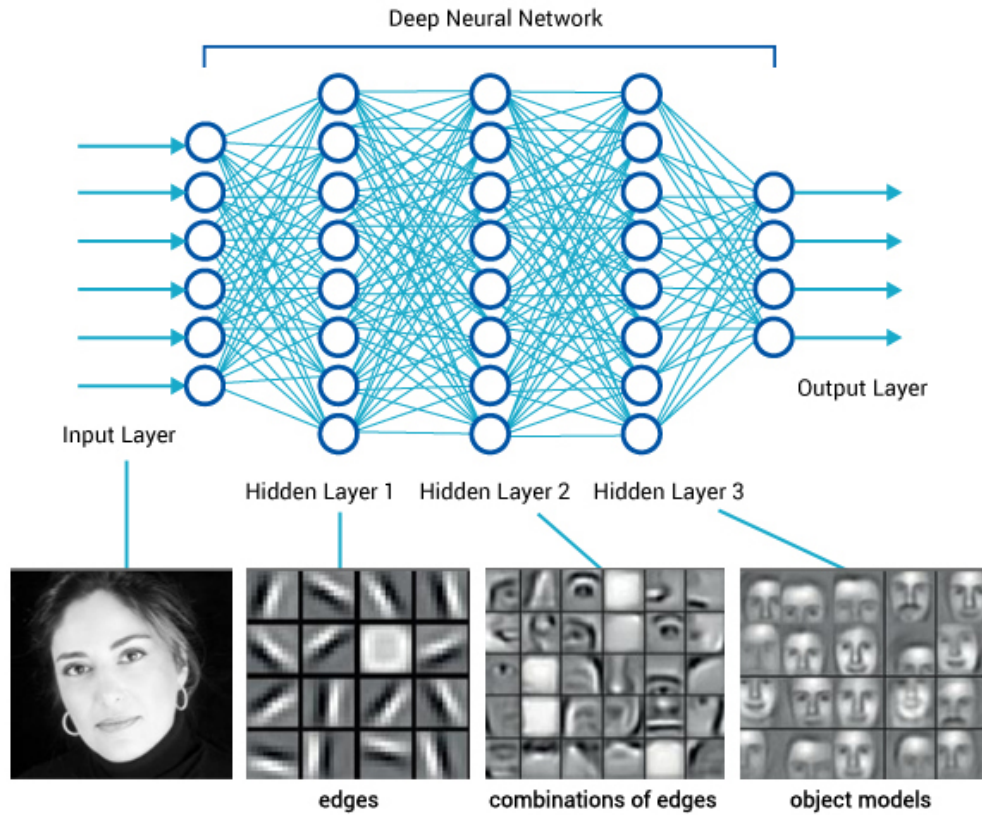 Deep Neural Network
Output Layer
Input Layer
Hidden Layer 1
Hidden Layer 2
Hidden Layer 3
edges
combinations of edges
object models